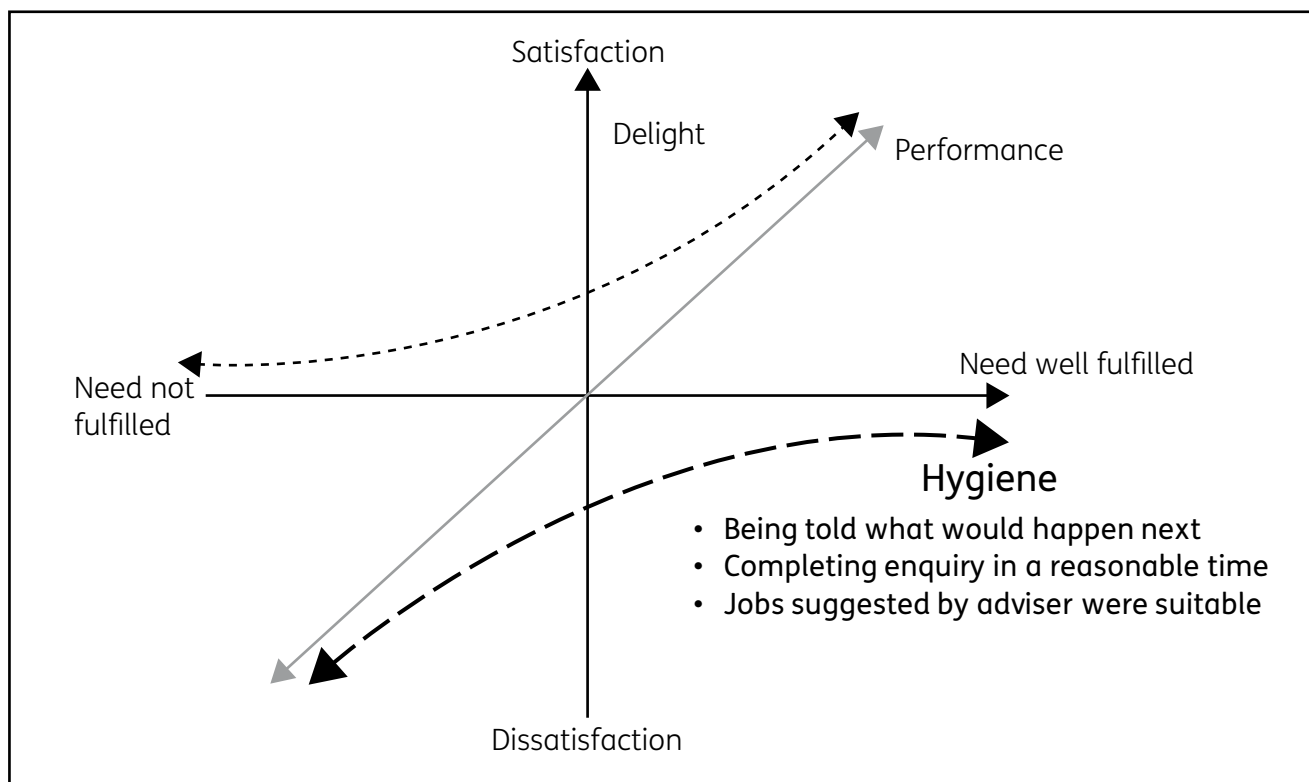 Satisfaction
Delight
Performance
Need not
fulfilled
Need well fulfilled
Hygiene
• Being told what would happen next
• Completing enquiry in a reasonable time
• Jobs suggested by adviser were suitable
Dissatisfaction